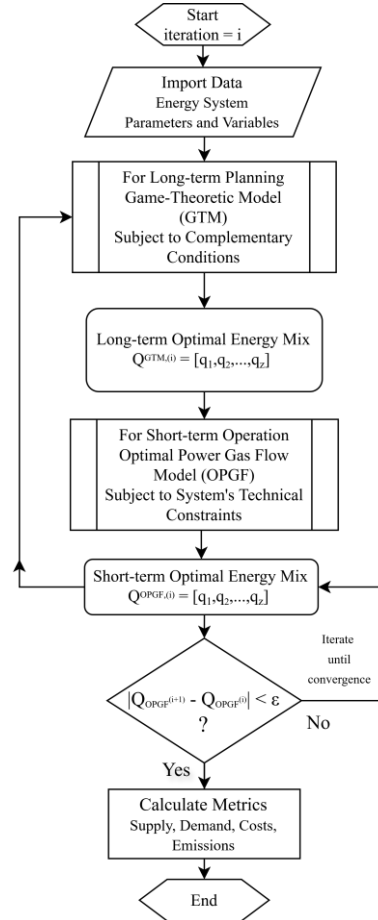 Start
iteration = i
Import Data
Energy System
Parameters and Variables
For Long-term Planning
Game-Theoretic Model
(GTM)
Subject to Complementary
Conditions
Long-term Optimal Energy Mix
Q^GTM,(i) = [q₁,q₂,...,q_z]
For Short-term Operation
Optimal Power Gas Flow
Model (OPGF)
Subject to System's Technical
Constraints
Short-term Optimal Energy Mix
Q^OPGF,(i) = [q₁,q₂,...,q_z]
Iterate
until
convergence
|Q_OPGF^(i+1) - Q_OPGF^(i)| < ε
?
No
Yes
Calculate Metrics
Supply, Demand, Costs,
Emissions
End